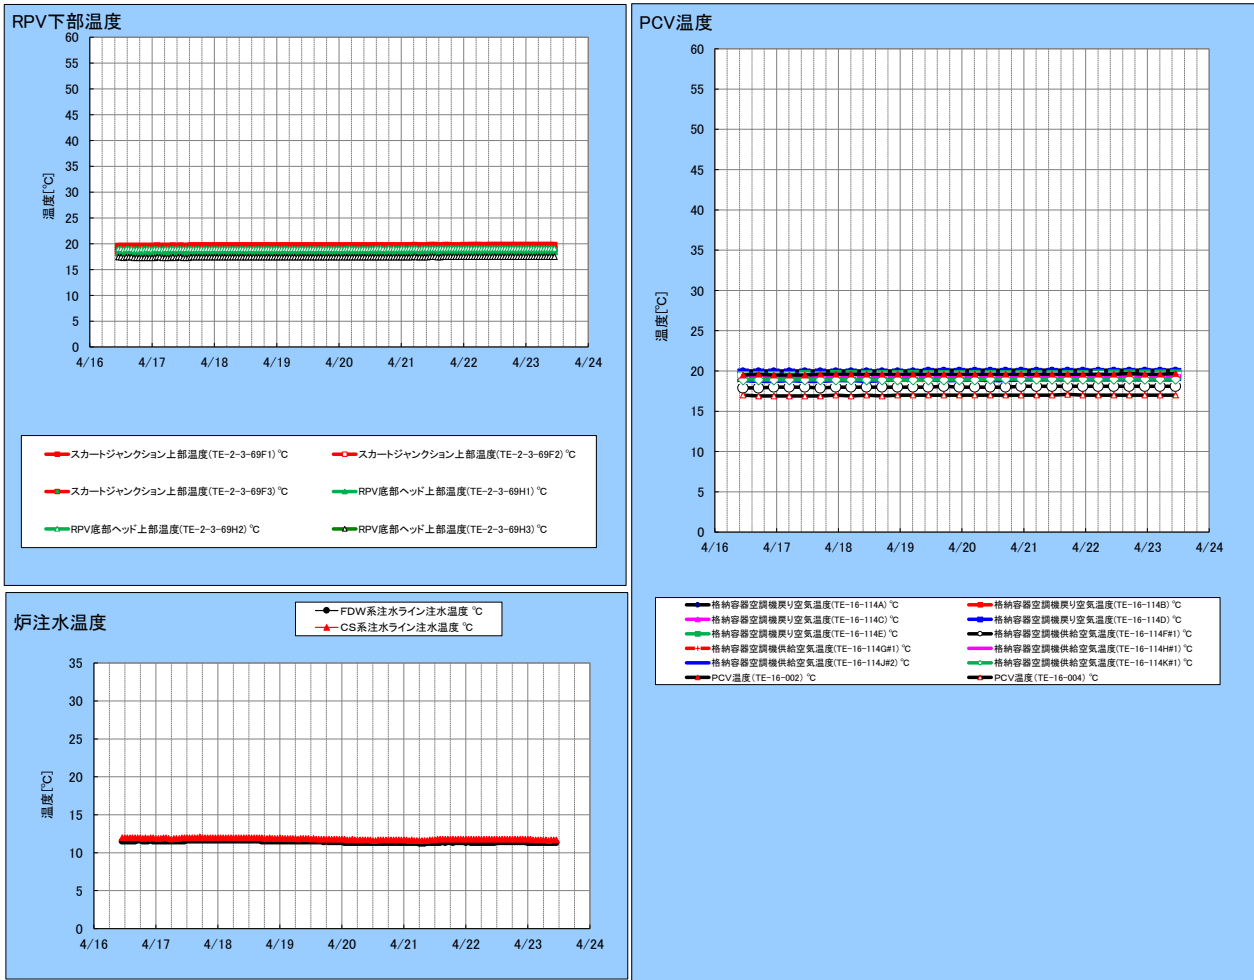 RPV下部温度
60
55
50
45
40
35
30
25
20
15
10
5
0
温度[℃]
4/16 4/17 4/18 4/19 4/20 4/21 4/22 4/23 4/24
スカートジャンクション上部温度(TE-2-3-69F1) ℃ スカートジャンクション上部温度(TE-2-3-69F2) ℃
スカートジャンクション上部温度(TE-2-3-69F3) ℃ RPV底部ヘッド上部温度(TE-2-3-69H1) ℃
RPV底部ヘッド上部温度(TE-2-3-69H2) ℃ RPV底部ヘッド上部温度(TE-2-3-69H3) ℃
炉注水温度
FDW系注水ライン注水温度 ℃
CS系注水ライン注水温度 ℃
35
30
25
20
15
10
5
0
温度[℃]
4/16 4/17 4/18 4/19 4/20 4/21 4/22 4/23 4/24
PCV温度
60
55
50
45
40
35
30
25
20
15
10
5
0
温度[℃]
4/16 4/17 4/18 4/19 4/20 4/21 4/22 4/23 4/24
格納容器空調機戻り空気温度(TE-16-114A) ℃ 格納容器空調機戻り空気温度(TE-16-114B) ℃
格納容器空調機戻り空気温度(TE-16-114C) ℃ 格納容器空調機戻り空気温度(TE-16-114D) ℃
格納容器空調機戻り空気温度(TE-16-114E) ℃ 格納容器空調機供給空気温度(TE-16-114F#1) ℃
格納容器空調機供給空気温度(TE-16-114G#1) ℃ 格納容器空調機供給空気温度(TE-16-114H#1) ℃
格納容器空調機供給空気温度(TE-16-114J#2) ℃ 格納容器空調機供給空気温度(TE-16-114K#1) ℃
PCV温度(TE-16-002) ℃ PCV温度(TE-16-004) ℃